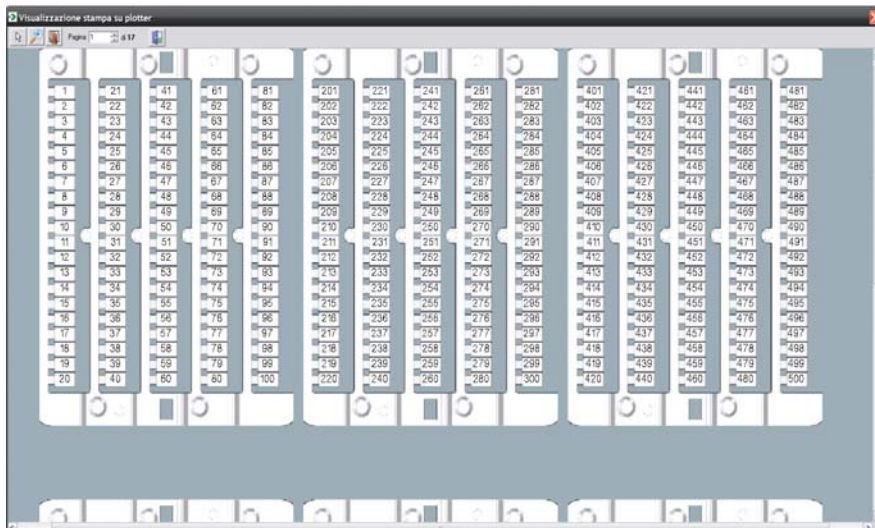 Visualizzazione stampa su plotter
Pagina 1 di 17
1 21 41 61 81 201 221 241 261 281 401 421 441 461 481
2 22 42 62 82 202 222 242 262 282 402 422 442 462 482
3 23 43 63 83 203 223 243 263 283 403 423 443 463 483
4 24 44 64 84 204 224 244 264 284 404 424 444 464 484
5 25 45 65 85 205 225 245 265 285 405 425 445 465 485
6 26 46 66 86 206 226 246 266 286 406 426 446 466 486
7 27 47 67 87 207 227 247 267 287 407 427 447 467 487
8 28 48 68 88 208 228 248 268 288 408 428 448 468 488
9 29 49 69 89 209 229 249 269 289 409 429 449 469 489
10 30 50 70 90 210 230 250 270 290 410 430 450 470 490
11 31 51 71 91 211 231 251 271 291 411 431 451 471 491
12 32 52 72 92 212 232 252 272 292 412 432 452 472 492
13 33 53 73 93 213 233 253 273 293 413 433 453 473 493
14 34 54 74 94 214 234 254 274 294 414 434 454 474 494
15 35 55 75 95 215 235 255 275 295 415 435 455 475 495
16 36 56 76 96 216 236 256 276 296 416 436 456 476 496
17 37 57 77 97 217 237 257 277 297 417 437 457 477 497
18 38 58 78 98 218 238 258 278 298 418 438 458 478 498
19 39 59 79 99 219 239 259 279 299 419 439 459 479 499
20 40 60 80 100 220 240 260 280 300 420 440 460 480 500